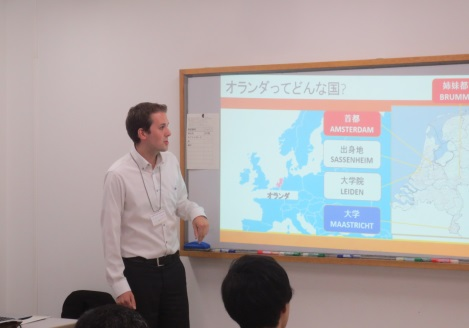 オランダってどんな国?
姉妹都
BRUMM
首都
AMSTERDAM
出身地
SASSENHEIM
大学院
LEIDEN
オランダ
大学
MAASTRICHT